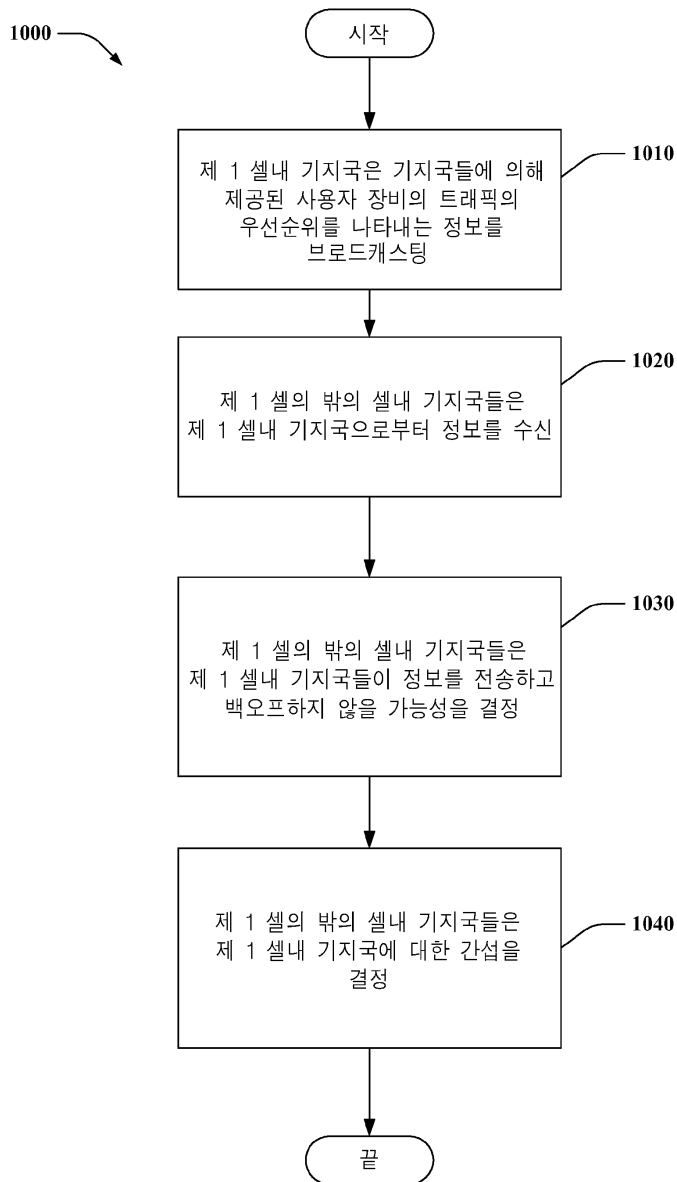 1000
시작
제 1 셀내 기지국은 기지국들에 의해
제공된 사용자 장비의 트래픽의
우선순위를 나타내는 정보를
브로드캐스팅
1010
제 1 셀의 밖의 셀내 기지국들은
제 1 셀내 기지국으로부터 정보를 수신
1020
제 1 셀의 밖의 셀내 기지국들은
제 1 셀내 기지국들이 정보를 전송하고
백오프하지 않을 가능성을 결정
1030
제 1 셀의 밖의 셀내 기지국들은
제 1 셀내 기지국에 대한 간섭을
결정
1040
끝